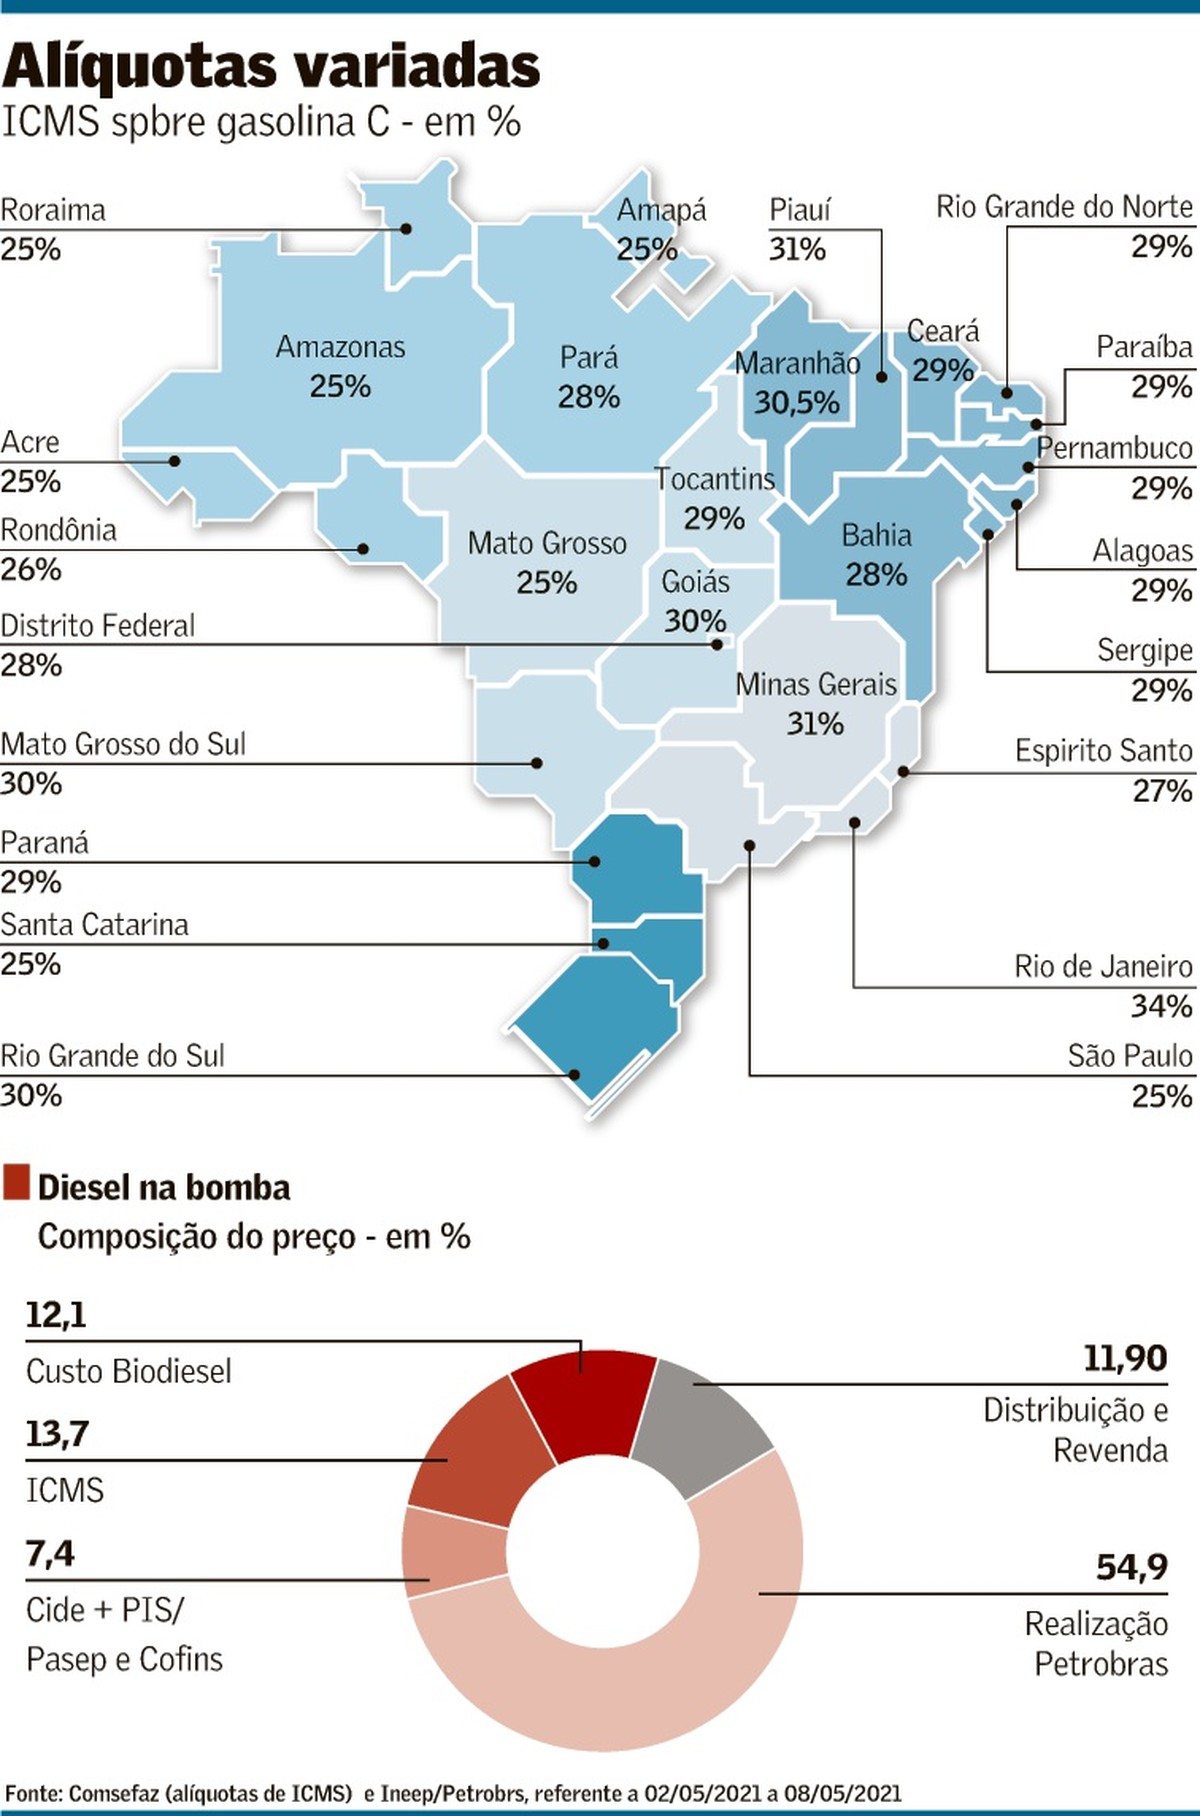 Alíquotas variadas
ICMS spbre gasolina C - em %
Roraima
25%
Amapá
25%
Piauí
31%
Rio Grande do Norte
29%
Amazonas
25%
Pará
28%
Maranhão
30,5%
Ceará
29%
Paraíba
29%
Acre
25%
Pernambuco
29%
Tocantins
29%
Rondônia
26%
Mato Grosso
25%
Bahia
28%
Alagoas
29%
Goiás
30%
Distrito Federal
28%
Sergipe
29%
Minas Gerais
31%
Mato Grosso do Sul
30%
Espirito Santo
27%
Paraná
29%
Santa Catarina
25%
Rio de Janeiro
34%
Rio Grande do Sul
30%
São Paulo
25%
Diesel na bomba
Composição do preço - em %
12,1
Custo Biodiesel
11,90
Distribuição e
Revenda
13,7
ICMS
7,4
Cide + PIS/
Pasep e Cofins
54,9
Realização
Petrobras
Fonte: Comsefaz (alíquotas de ICMS) e Ineep/Petrobrs, referente a 02/05/2021 a 08/05/2021